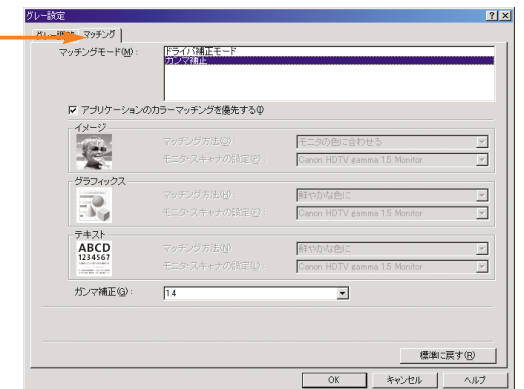 グレー設定
グレー調整 マッチング
マッチングモード(M):
ドライバ補正モード
ガンマ補正
アプリケーションのカラーマッチングを優先する(I)
イメージ
マッチング方法(O): モニタの色に合わせる
モニタ・スキャナの設定(P): Canon HDTV gamma 1.5 Monitor
グラフィックス
マッチング方法(H): 鮮やかな色に
モニタ・スキャナの設定(F): Canon HDTV gamma 1.5 Monitor
テキスト
ABCD
1234567
マッチング方法(N) 鮮やかな色に
モニタ・スキャナの設定(L): Canon HDTV gamma 1.5 Monitor
ガンマ補正(G): 1.4
標準に戻す(R)
OK キャンセル ヘルプ